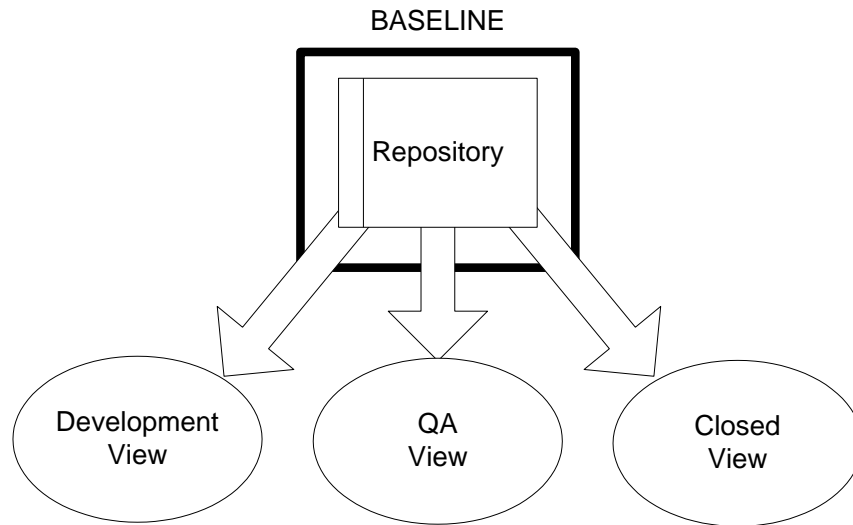 BASELINE
Repository
Development
View
QA
View
Closed
View